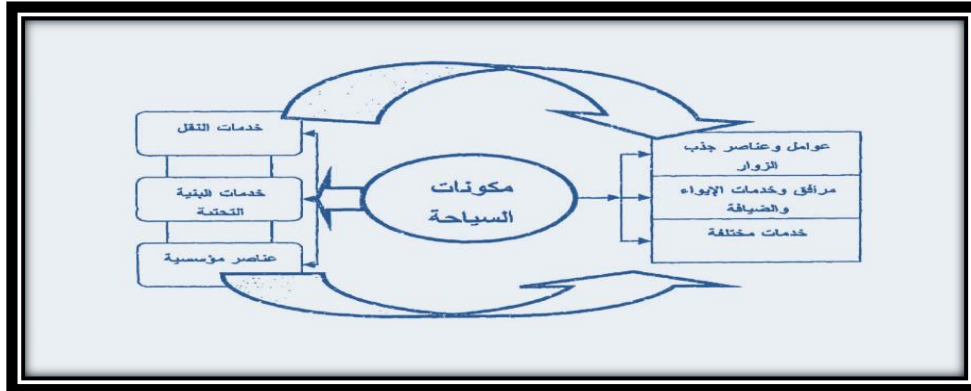 عوامل وعناصر جذب
الزوار
مرافق وخدمات الإيواء
والضيافة
خدمات مختلفة
مكونات
السياحة
خدمات النقل
خدمات البنية
التحتية
عناصر مؤسسية